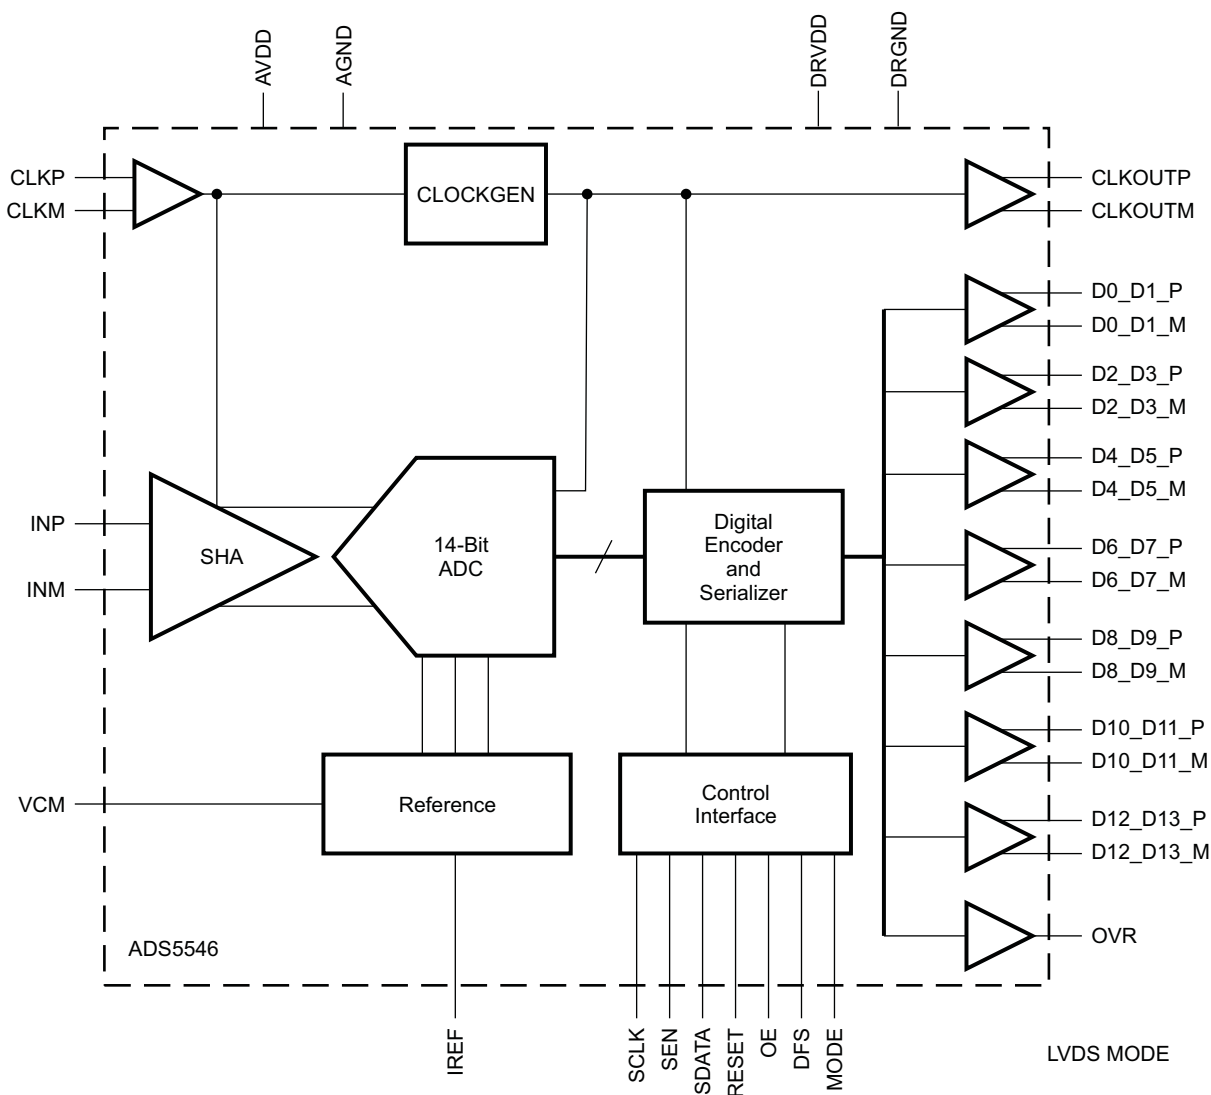 AVDD
AGND
DRVDD
DRGND
CLKP
CLKM
CLOCKGEN
CLKOUTP
CLKOUTM
D0_D1_P
D0_D1_M
D2_D3_P
D2_D3_M
D4_D5_P
D4_D5_M
INP
INM
SHA
14-Bit
ADC
Digital
Encoder
and
Serializer
D6_D7_P
D6_D7_M
D8_D9_P
D8_D9_M
D10_D11_P
D10_D11_M
VCM
Reference
Control
Interface
D12_D13_P
D12_D13_M
OVR
ADS5546
IREF
SCLK
SEN
SDATA
RESET
OE
DFS
MODE
LVDS MODE